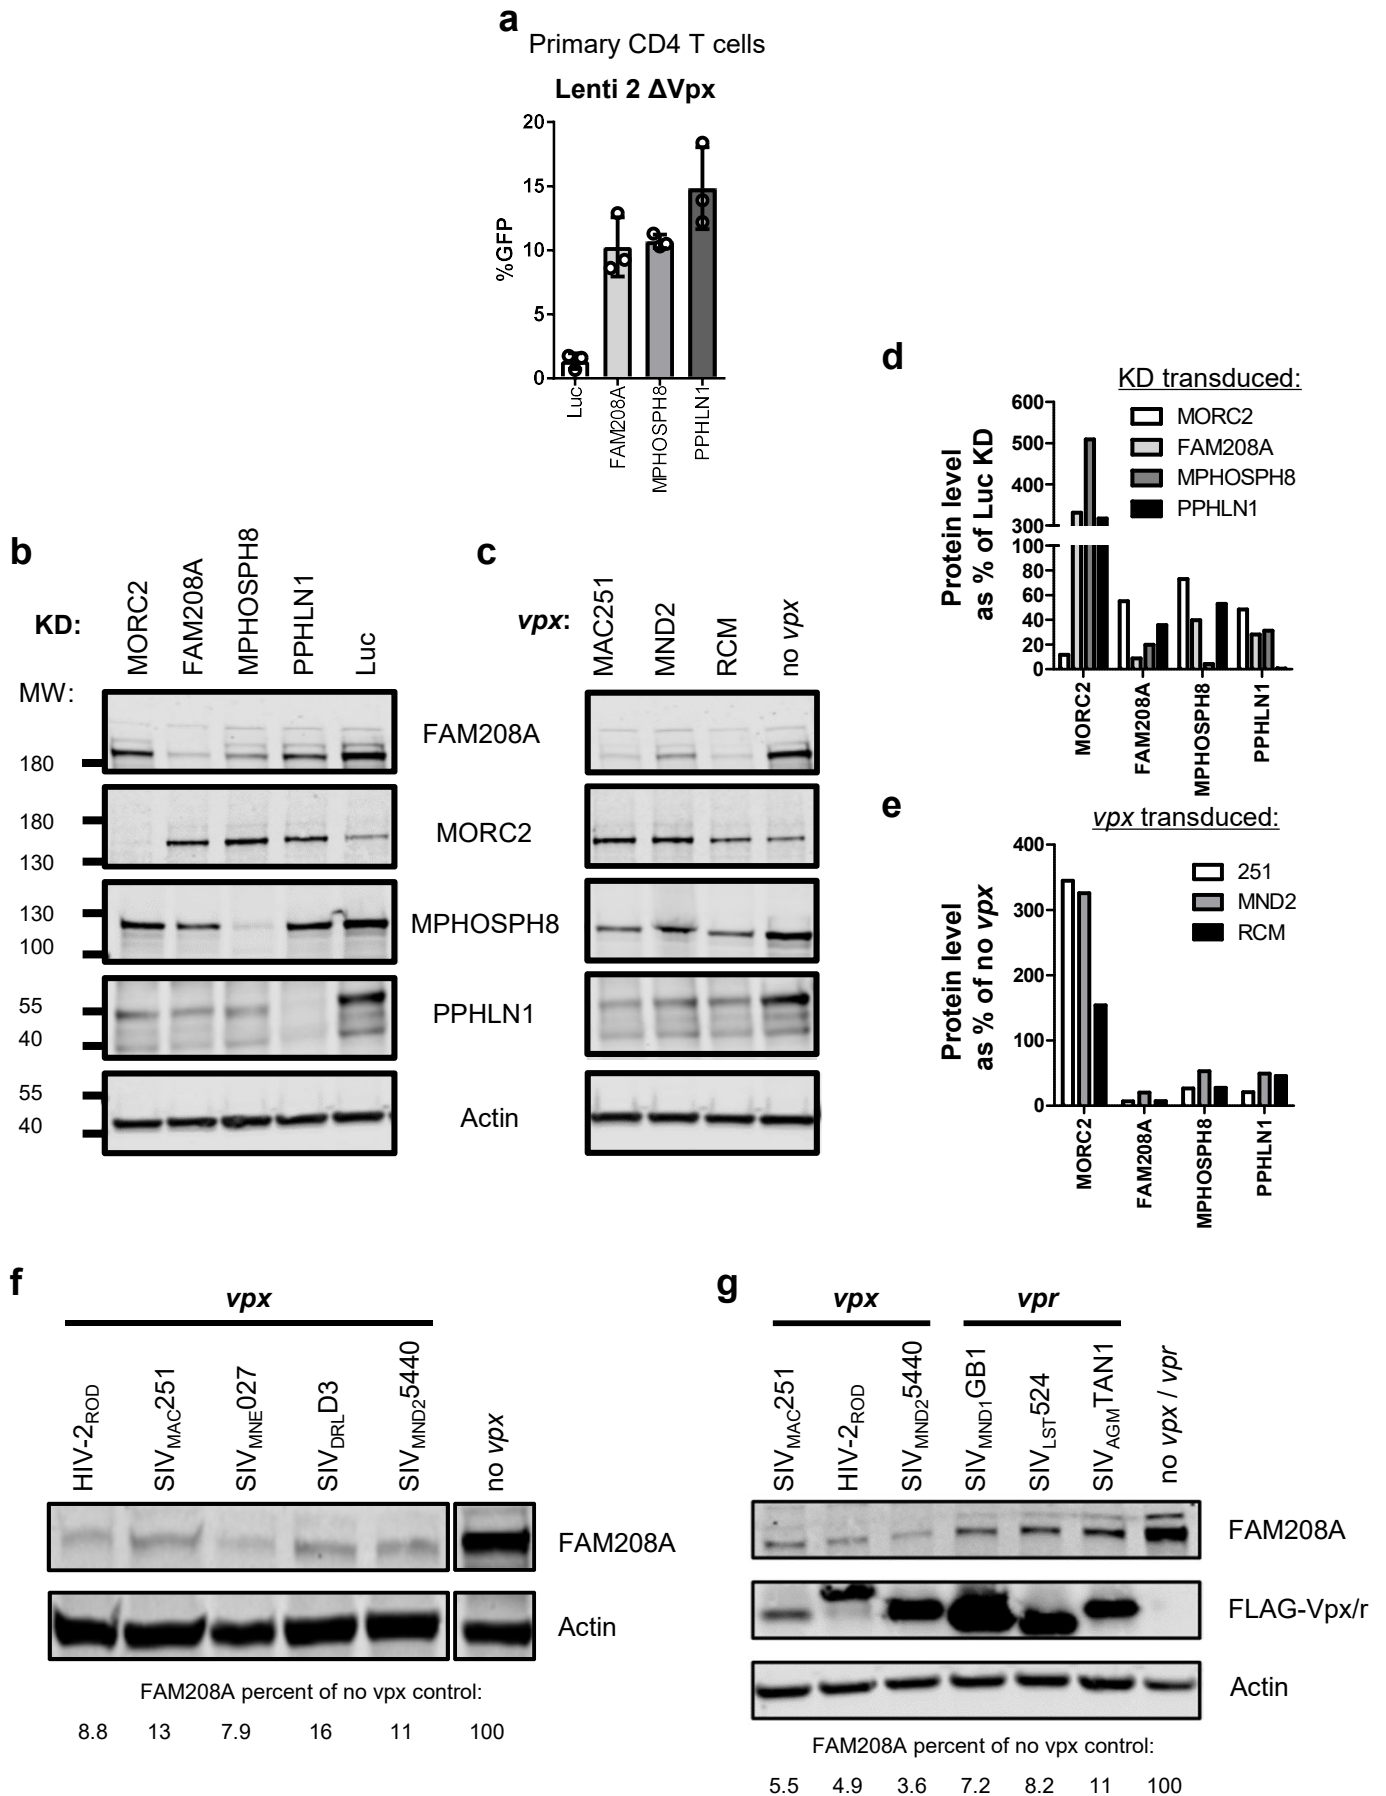 a
Primary CD4 T cells
Lenti 2 ΔVpx
20
15
10
5
0
%GFP
Luc
FAM208A
MPHOSPH8
PPHLN1
b
KD:
MORC2
FAM208A
MPHOSPH8
PPHLN1
Luc
MW:
180
180
130
130
100
55
40
55
40
FAM208A
MORC2
MPHOSPH8
PPHLN1
Actin
c
vpx:
MAC251
MND2
RCM
no vpx
d
KD transduced:
MORC2
FAM208A
MPHOSPH8
PPHLN1
Protein level
as % of Luc KD
600
500
400
300
100
80
60
40
20
0
MORC2
FAM208A
MPHOSPH8
PPHLN1
e
vpx transduced:
251
MND2
RCM
Protein level
as % of no vpx
400
300
200
100
0
MORC2
FAM208A
MPHOSPH8
PPHLN1
f
vpx
HIV-2ROD
SIVMAC251
SIVMNE027
SIVDRLD3
SIVMND25440
no vpx
FAM208A
Actin
FAM208A percent of no vpx control:
8.8 13 7.9 16 11 100
g
vpx vpr
SIVMAC251
HIV-2ROD
SIVMND25440
SIVMND1GB1
SIVLST524
SIVAGMTAN1
no vpx / vpr
FAM208A
FLAG-Vpx/r
Actin
FAM208A percent of no vpx control:
5.5 4.9 3.6 7.2 8.2 11 100